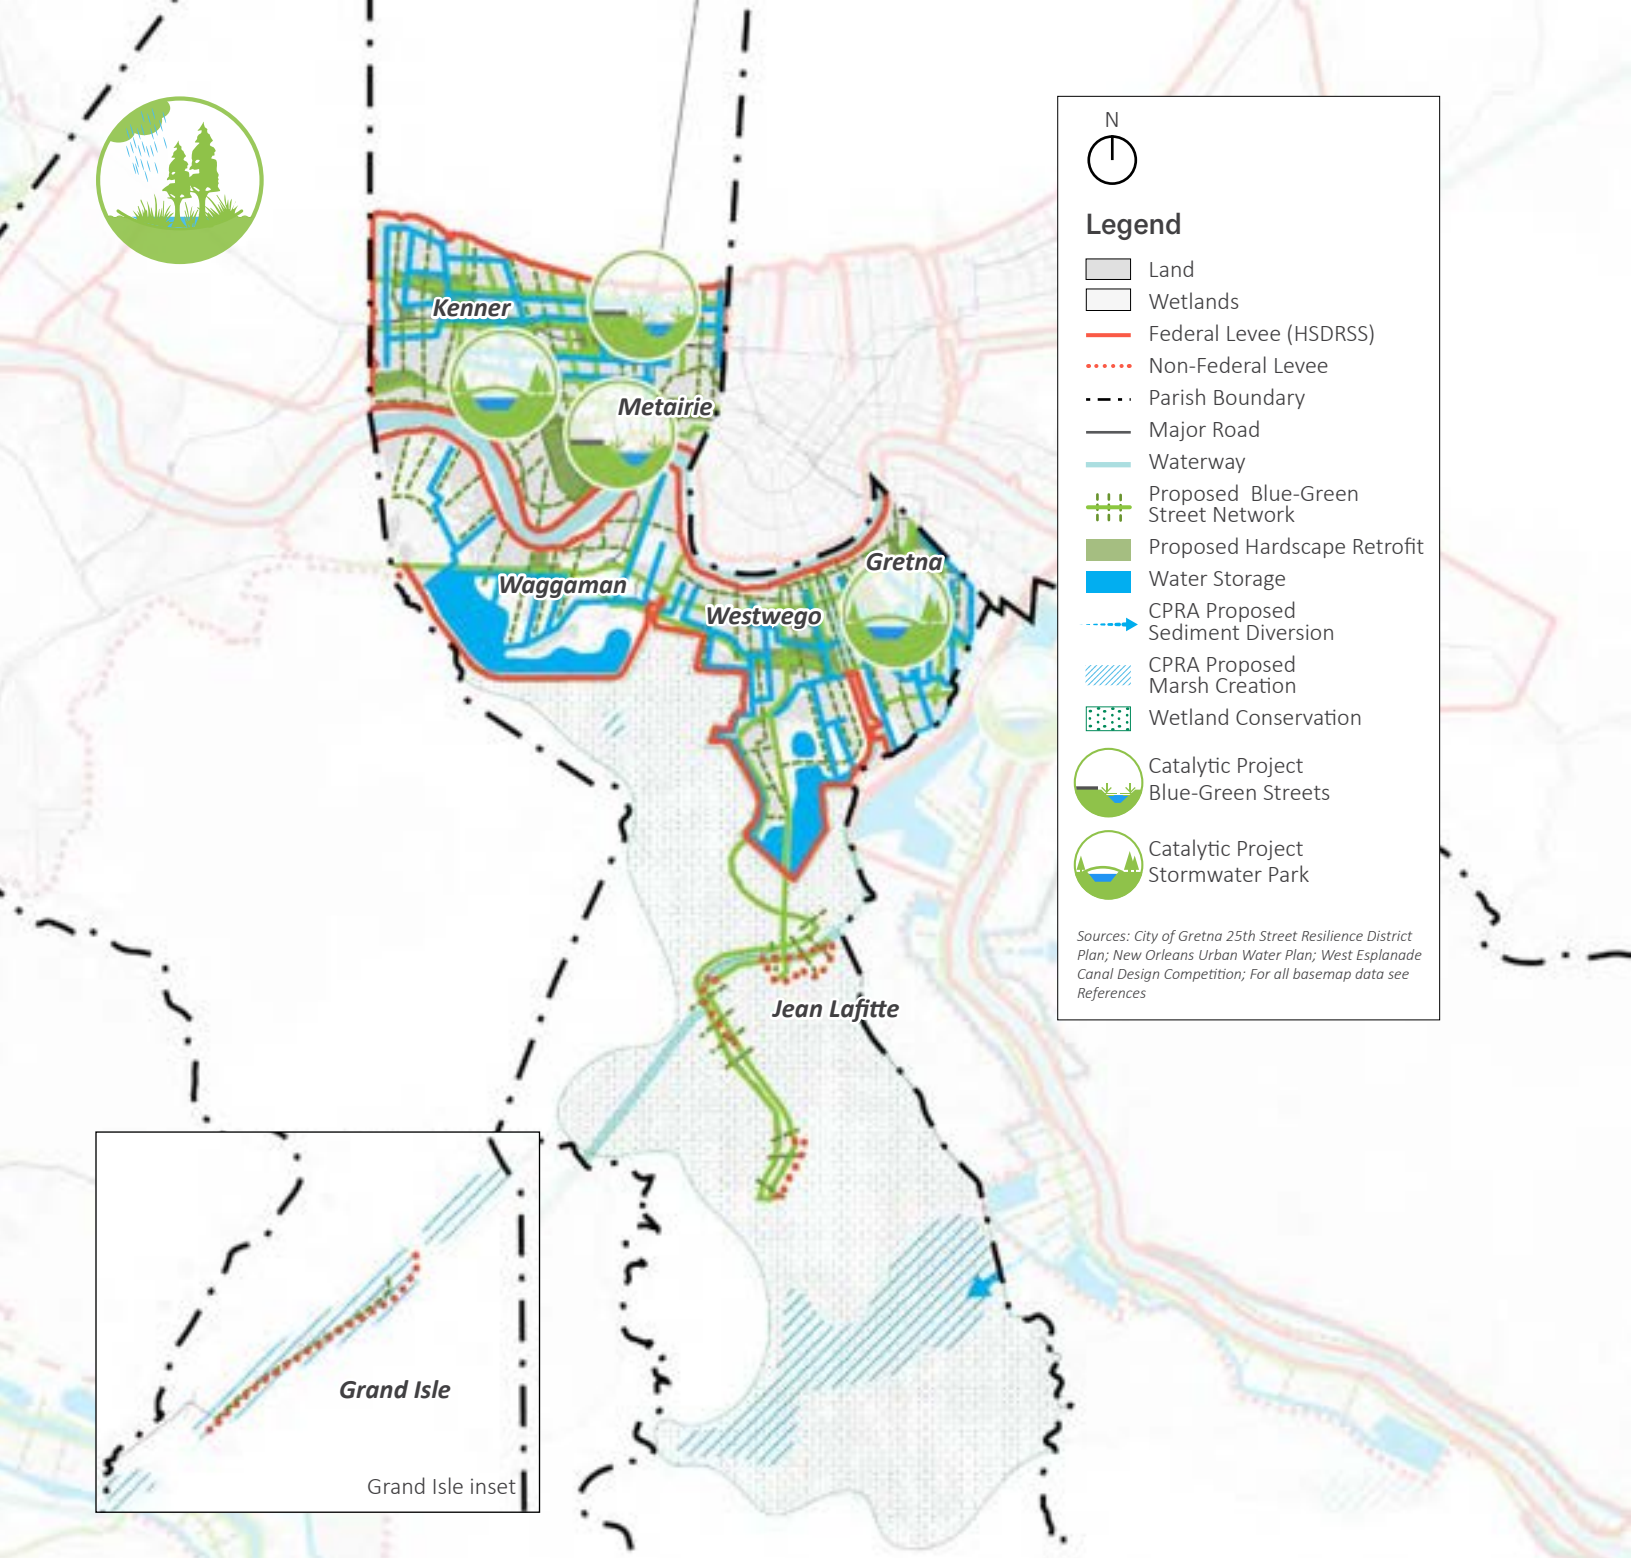 N
Legend
Land
Wetlands
Federal Levee (HSDRSS)
Non-Federal Levee
Parish Boundary
Major Road
Waterway
Proposed Blue-Green
Street Network
Proposed Hardscape Retrofit
Water Storage
CPRA Proposed
Sediment Diversion
CPRA Proposed
Marsh Creation
Wetland Conservation
Catalytic Project
Blue-Green Streets
Catalytic Project
Stormwater Park
Sources: City of Gretna 25th Street Resilience District
Plan; New Orleans Urban Water Plan; West Esplanade
Canal Design Competition; For all basemap data see
References
Kenner
Metairie
Gretna
Waggaman
Westwego
Jean Lafitte
Grand Isle
Grand Isle inset